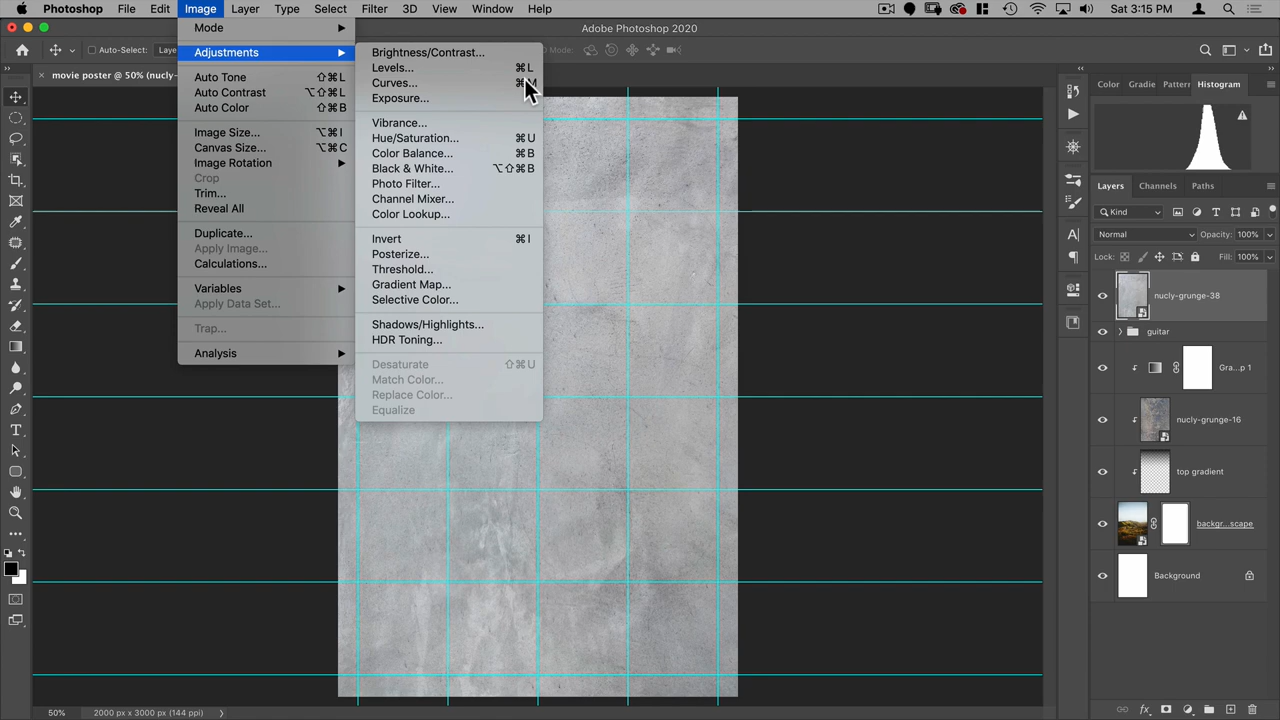 Photoshop File Edit Image Layer Type Select Filter 3D View Window Help Sat 3:15 PM
Adobe Photoshop 2020
Auto-Select: Laye
D Mode:
movie poster @ 50% (nucly-
Mode
Adjustments
Auto Tone ⇧⌘L
Auto Contrast ⌥⇧⌘L
Auto Color ⇧⌘B
Image Size... ⌥⌘I
Canvas Size... ⌥⌘C
Image Rotation
Crop
Trim...
Reveal All
Duplicate...
Apply Image...
Calculations...
Variables
Apply Data Set...
Trap...
Analysis
Brightness/Contrast...
Levels... ⌘L
Curves...
Exposure...
Vibrance...
Hue/Saturation... ⌘U
Color Balance... ⌘B
Black & White... ⌥⇧⌘B
Photo Filter...
Channel Mixer...
Color Lookup...
Invert ⌘I
Posterize...
Threshold...
Gradient Map...
Selective Color...
Shadows/Highlights...
HDR Toning...
Desaturate ⇧⌘U
Match Color...
Replace Color...
Equalize
Color Gradie Pattern Histogram
Layers Channels Paths
Kind
Normal Opacity: 100%
Lock: Fill: 100%
nucly-grunge-38
guitar
Gra...p 1
nucly-grunge-16
top gradient
backgr...scape
Background
50% 2000 px x 3000 px (144 ppi)